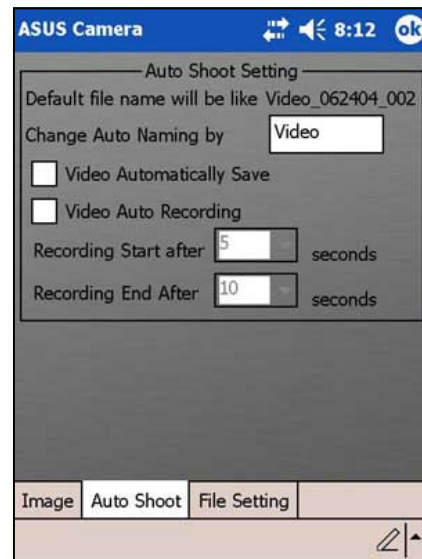 ASUS Camera 8:12 ok
Auto Shoot Setting
Default file name will be like Video_062404_002
Change Auto Naming by Video
Video Automatically Save
Video Auto Recording
Recording Start after 5 seconds
Recording End After 10 seconds
Image Auto Shoot File Setting